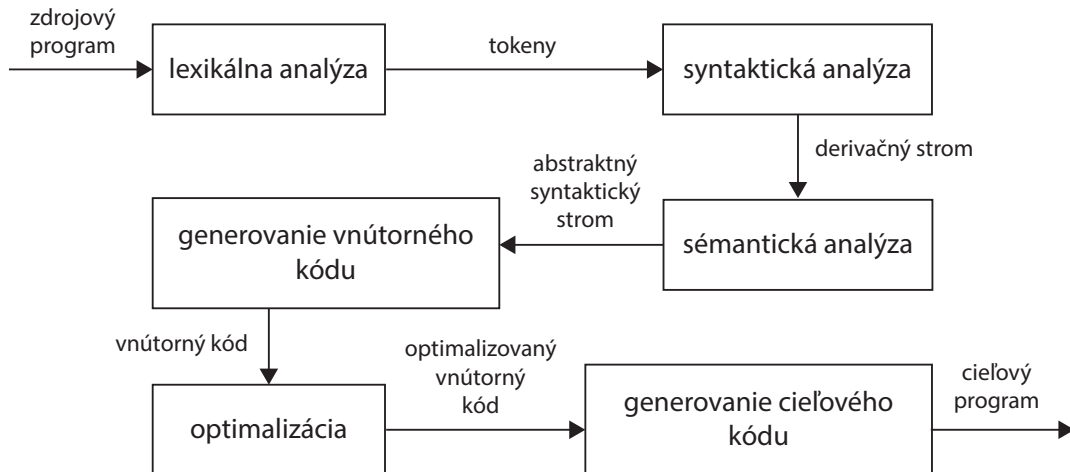 zdrojový
program
lexikálna analýza
tokeny
syntaktická analýza
derivačný strom
abstraktný
syntaktický
strom
sémantická analýza
generovanie vnútorného
kódu
vnútorný kód
optimalizácia
optimalizovaný
vnútorný
kód
generovanie cieľového
kódu
cieľový
program